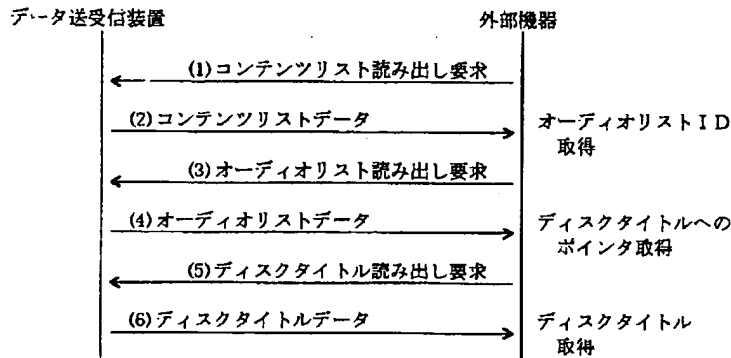 データ送受信装置
外部機器
(1)コンテンツリスト読み出し要求
(2)コンテンツリストデータ
オーディオリストID
取得
(3)オーディオリスト読み出し要求
(4)オーディオリストデータ
ディスクタイトルへの
ポインタ取得
(5)ディスクタイトル読み出し要求
(6)ディスクタイトルデータ
ディスクタイトル
取得